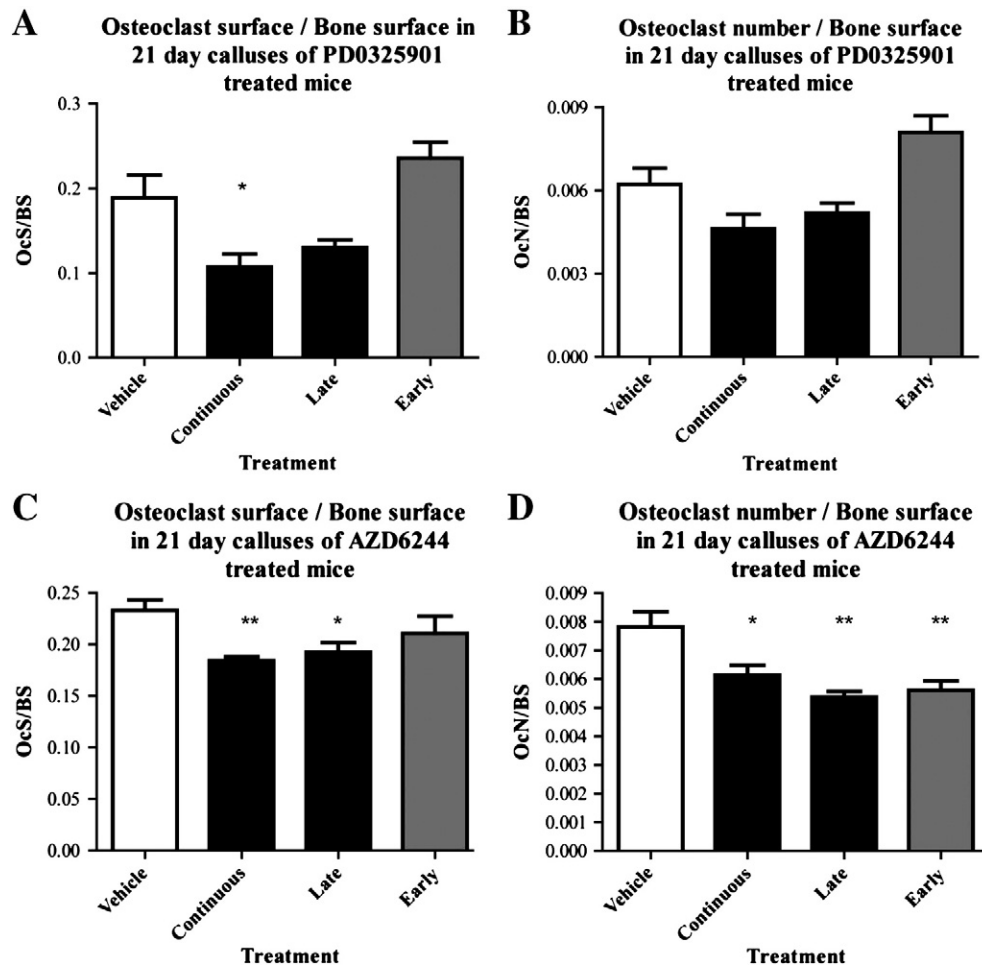 A
Osteoclast surface / Bone surface in
21 day calluses of PD0325901
treated mice
OcS/BS
0.3
0.2
0.1
0.0
*
Vehicle
Continuous
Late
Early
Treatment
B
Osteoclast number / Bone surface
in 21 day calluses of PD0325901
treated mice
OcN/BS
0.009
0.006
0.003
0.000
Vehicle
Continuous
Late
Early
Treatment
C
Osteoclast surface / Bone surface
in 21 day calluses of AZD6244
treated mice
OcS/BS
0.25
0.20
0.15
0.10
0.05
0.00
**
*
Vehicle
Continuous
Late
Early
Treatment
D
Osteoclast number / Bone surface
in 21 day calluses of AZD6244
treated mice
OcN/BS
0.009
0.008
0.007
0.006
0.005
0.004
0.003
0.002
0.001
0.000
*
**
**
Vehicle
Continuous
Late
Early
Treatment